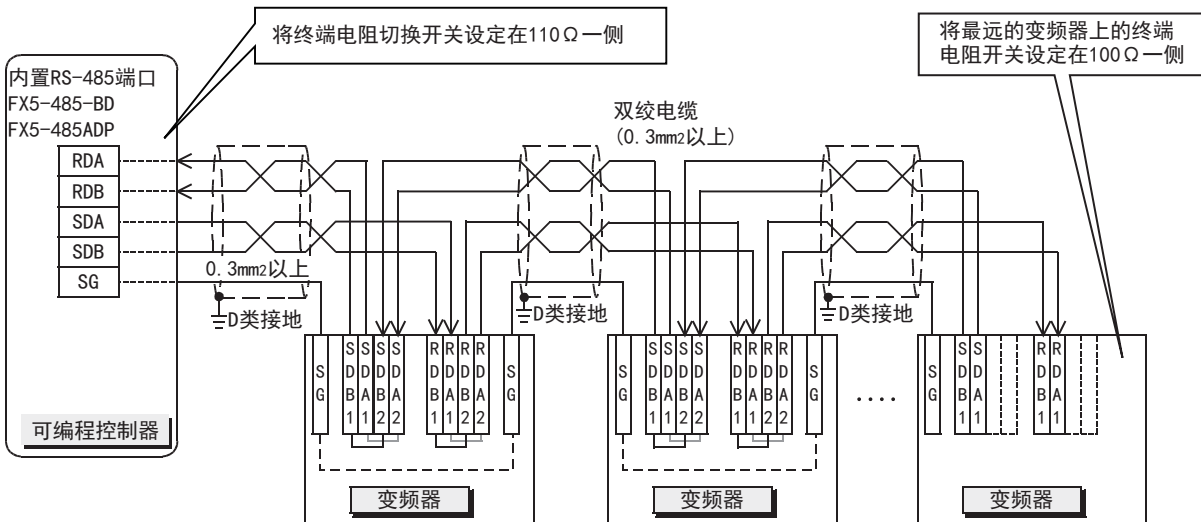 将终端电阻切换开关设定在110Ω一侧
将最远的变频器上的终端
电阻开关设定在100Ω一侧
内置RS-485端口
FX5-485-BD
FX5-485ADP
双绞电缆
(0.3mm2以上)
RDA
RDB
SDA
SDB
SG
0.3mm2以上
D类接地
D类接地
D类接地
SG
SDB1
SDA1
SDB2
SDA2
RDB1
RDA1
RDB2
RDA2
SG
SG
SDB1
SDA1
SDB2
SDA2
RDB1
RDA1
RDB2
RDA2
SG
....
SG
SDB1
SDA1
RDB1
RDA1
可编程控制器
变频器
变频器
变频器